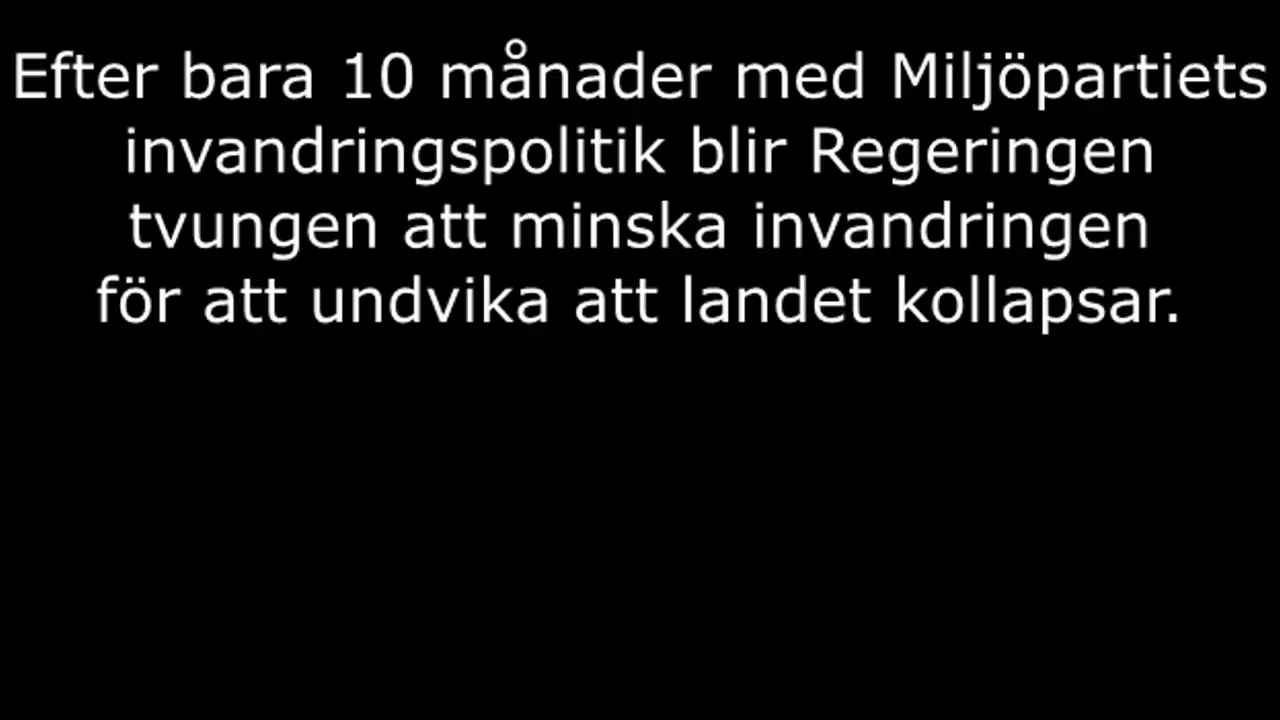 Efter bara 10 månader med Miljöpartiets
invandringspolitik blir Regeringen
tvungen att minska invandringen
för att undvika att landet kollapsar.